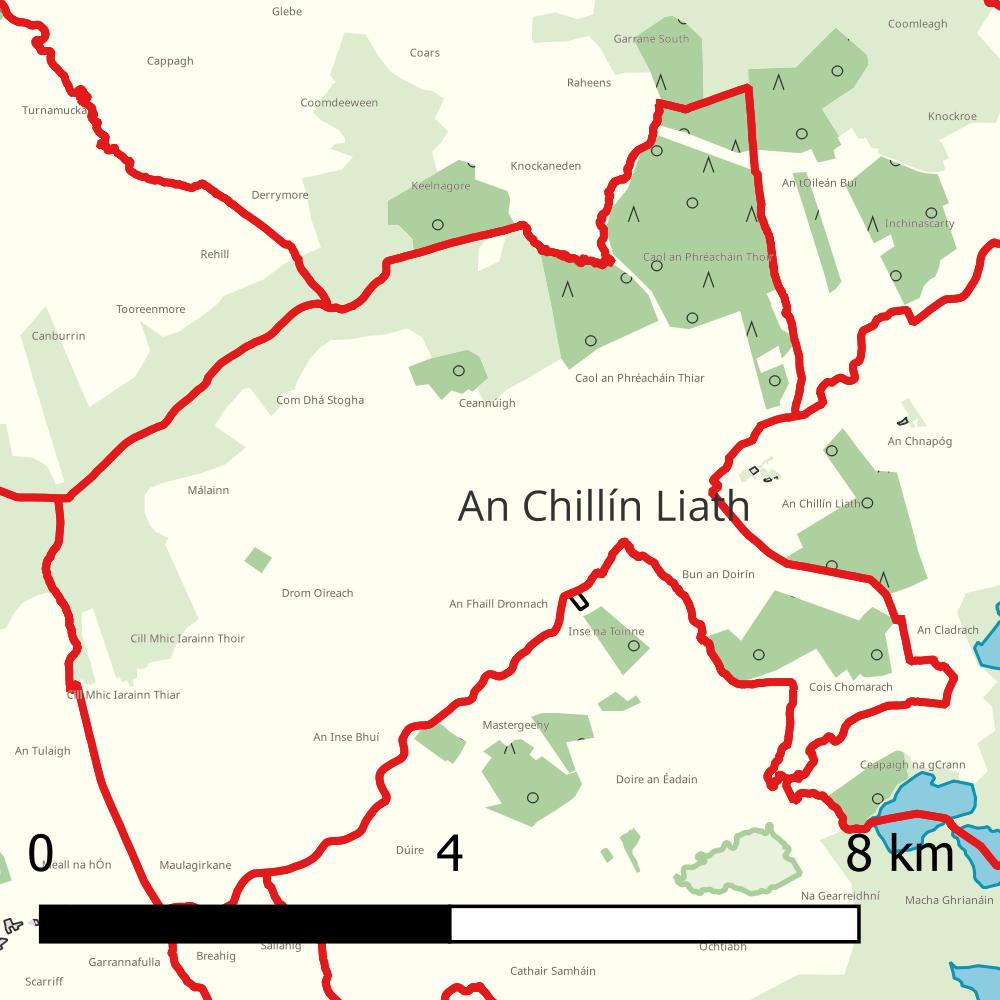 Glebe
Coomleagh
Garrane South
Coars
Cappagh
Raheens
Coomdeeween
Turnamucka
Knockroe
Knockaneden
An tOileán Buí
Keelnagore
Derrymore
Inchinascarty
Rehill
Caol an Phréacháin Thoir
Tooreenmore
Canburrin
Caol an Phréacháin Thiar
Com Dhá Stogha
Ceannúigh
An Chnapóg
Málainn
An Chillín Liath
An Chillín Liath
Bun an Doirín
Drom Oireach
An Fhaill Dronnach
Inse na Toinne
An Cladrach
Cill Mhic Iarainn Thoir
Cois Chomarach
Cill Mhic Iarainn Thiar
Mastergeeny
An Inse Bhuí
An Tulaigh
Ceapaigh na gCrann
Doire an Éadain
0
4
8 km
Dúire
Meall na hÓn
Maulagirkane
Na Gearreidhní
Macha Ghrianáin
Sallahig
Ochtiabh
Breahig
Garrannafulla
Cathair Samháin
Scarriff